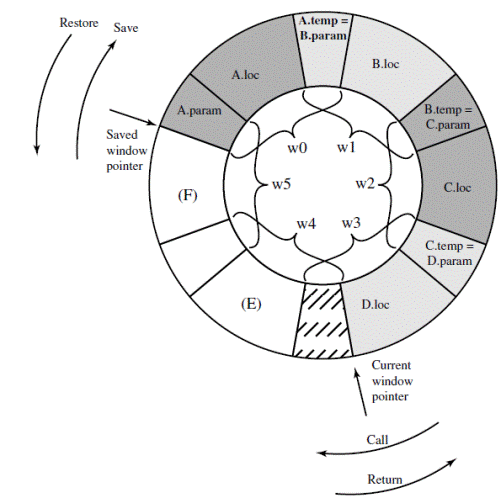 Restore
Save
A.temp =
B.param
A.loc
B.loc
A.param
B.temp =
C.param
Saved
window
pointer
w0
w1
(F)
w5
w2
C.loc
w4
w3
C.temp =
D.param
(E)
D.loc
Current
window
pointer
Call
Return